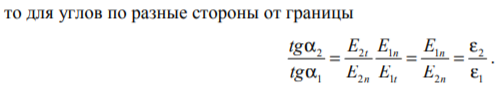 то для углов по разные стороны от границы
tgα₂/tgα₁ = E₂ₜ/E₂ₙ E₁ₙ/E₁ₜ = E₁ₙ/E₂ₙ = ε₂/ε₁ .